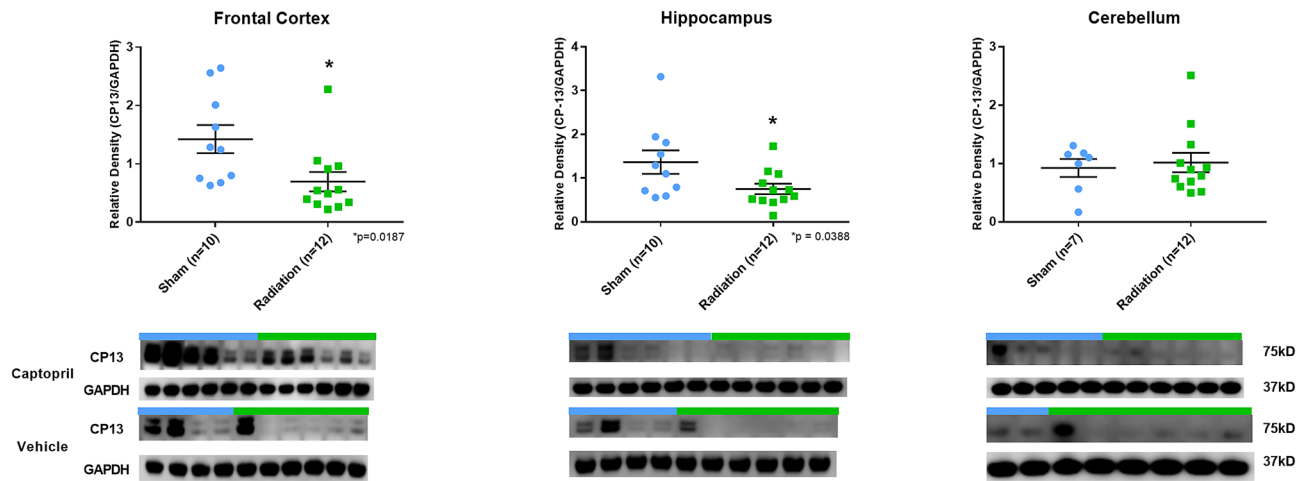 Frontal Cortex
Relative Density (CP13/GAPDH)
3
2
1
0
*
Sham (n=10)
Radiation (n=12)
*p=0.0187
Hippocampus
Relative Density (CP-13/GAPDH)
4
3
2
1
0
*
Sham (n=10)
Radiation (n=12)
*p = 0.0388
Cerebellum
Relative Density (CP-13/GAPDH)
3
2
1
0
Sham (n=7)
Radiation (n=12)
Captopril
CP13
75kD
GAPDH
37kD
Vehicle
CP13
75kD
GAPDH
37kD